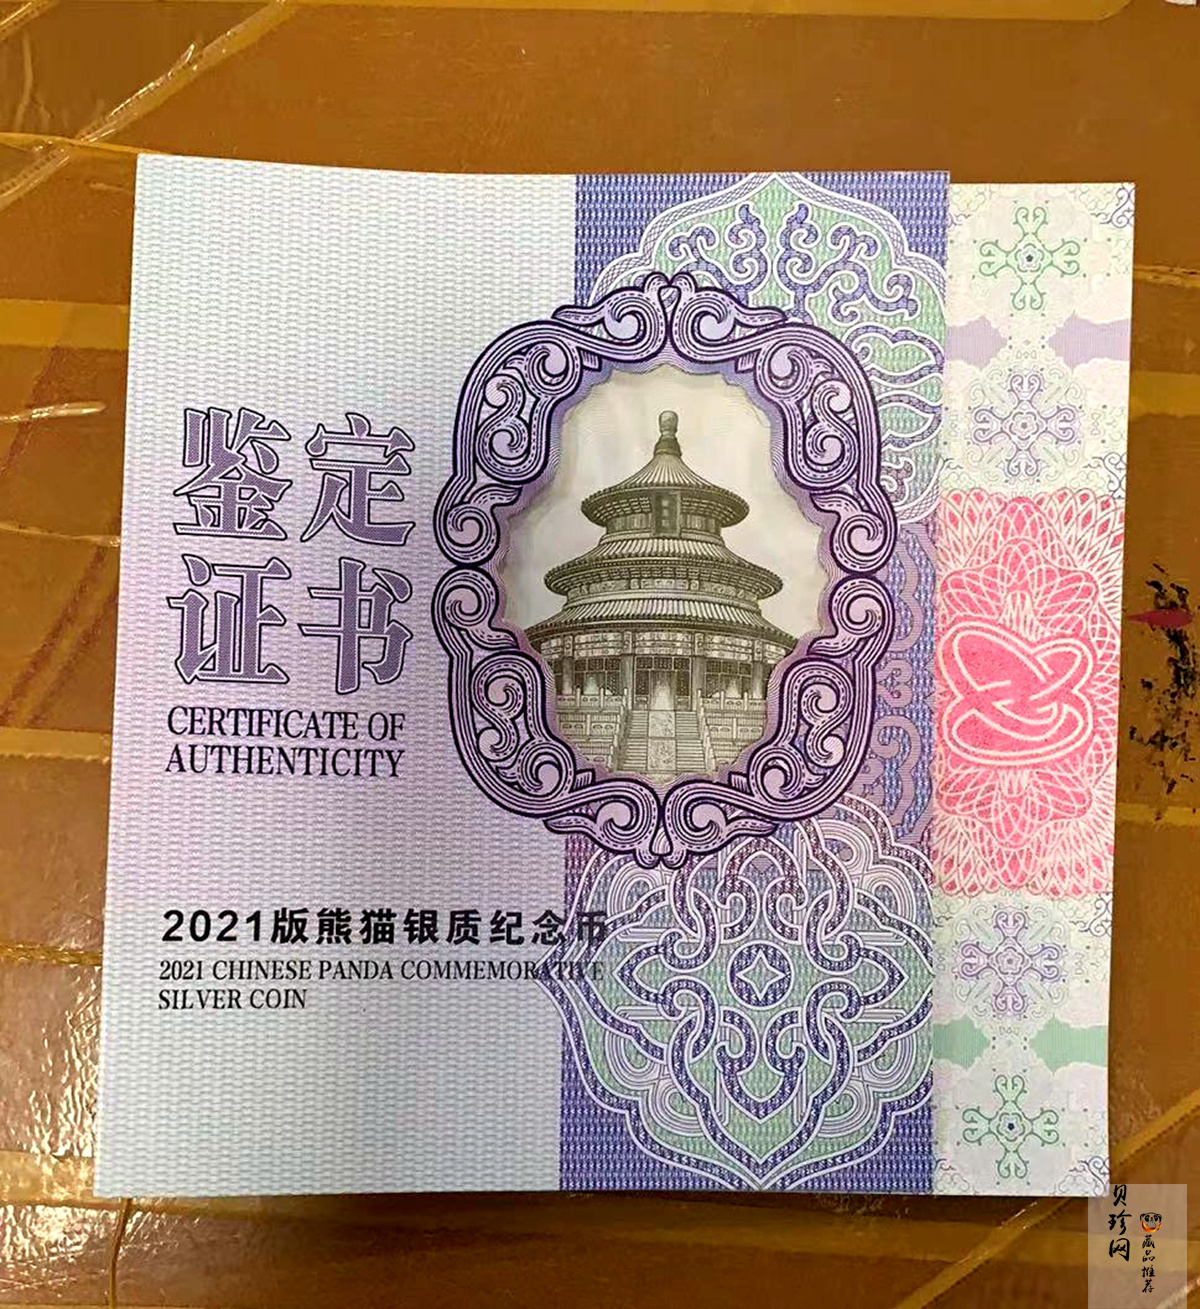 鉴定
证书
CERTIFICATE OF
AUTHENTICITY
2021版熊猫银质纪念币
2021 CHINESE PANDA COMMEMORATIVE
SILVER COIN
贝珍网
藏品推荐